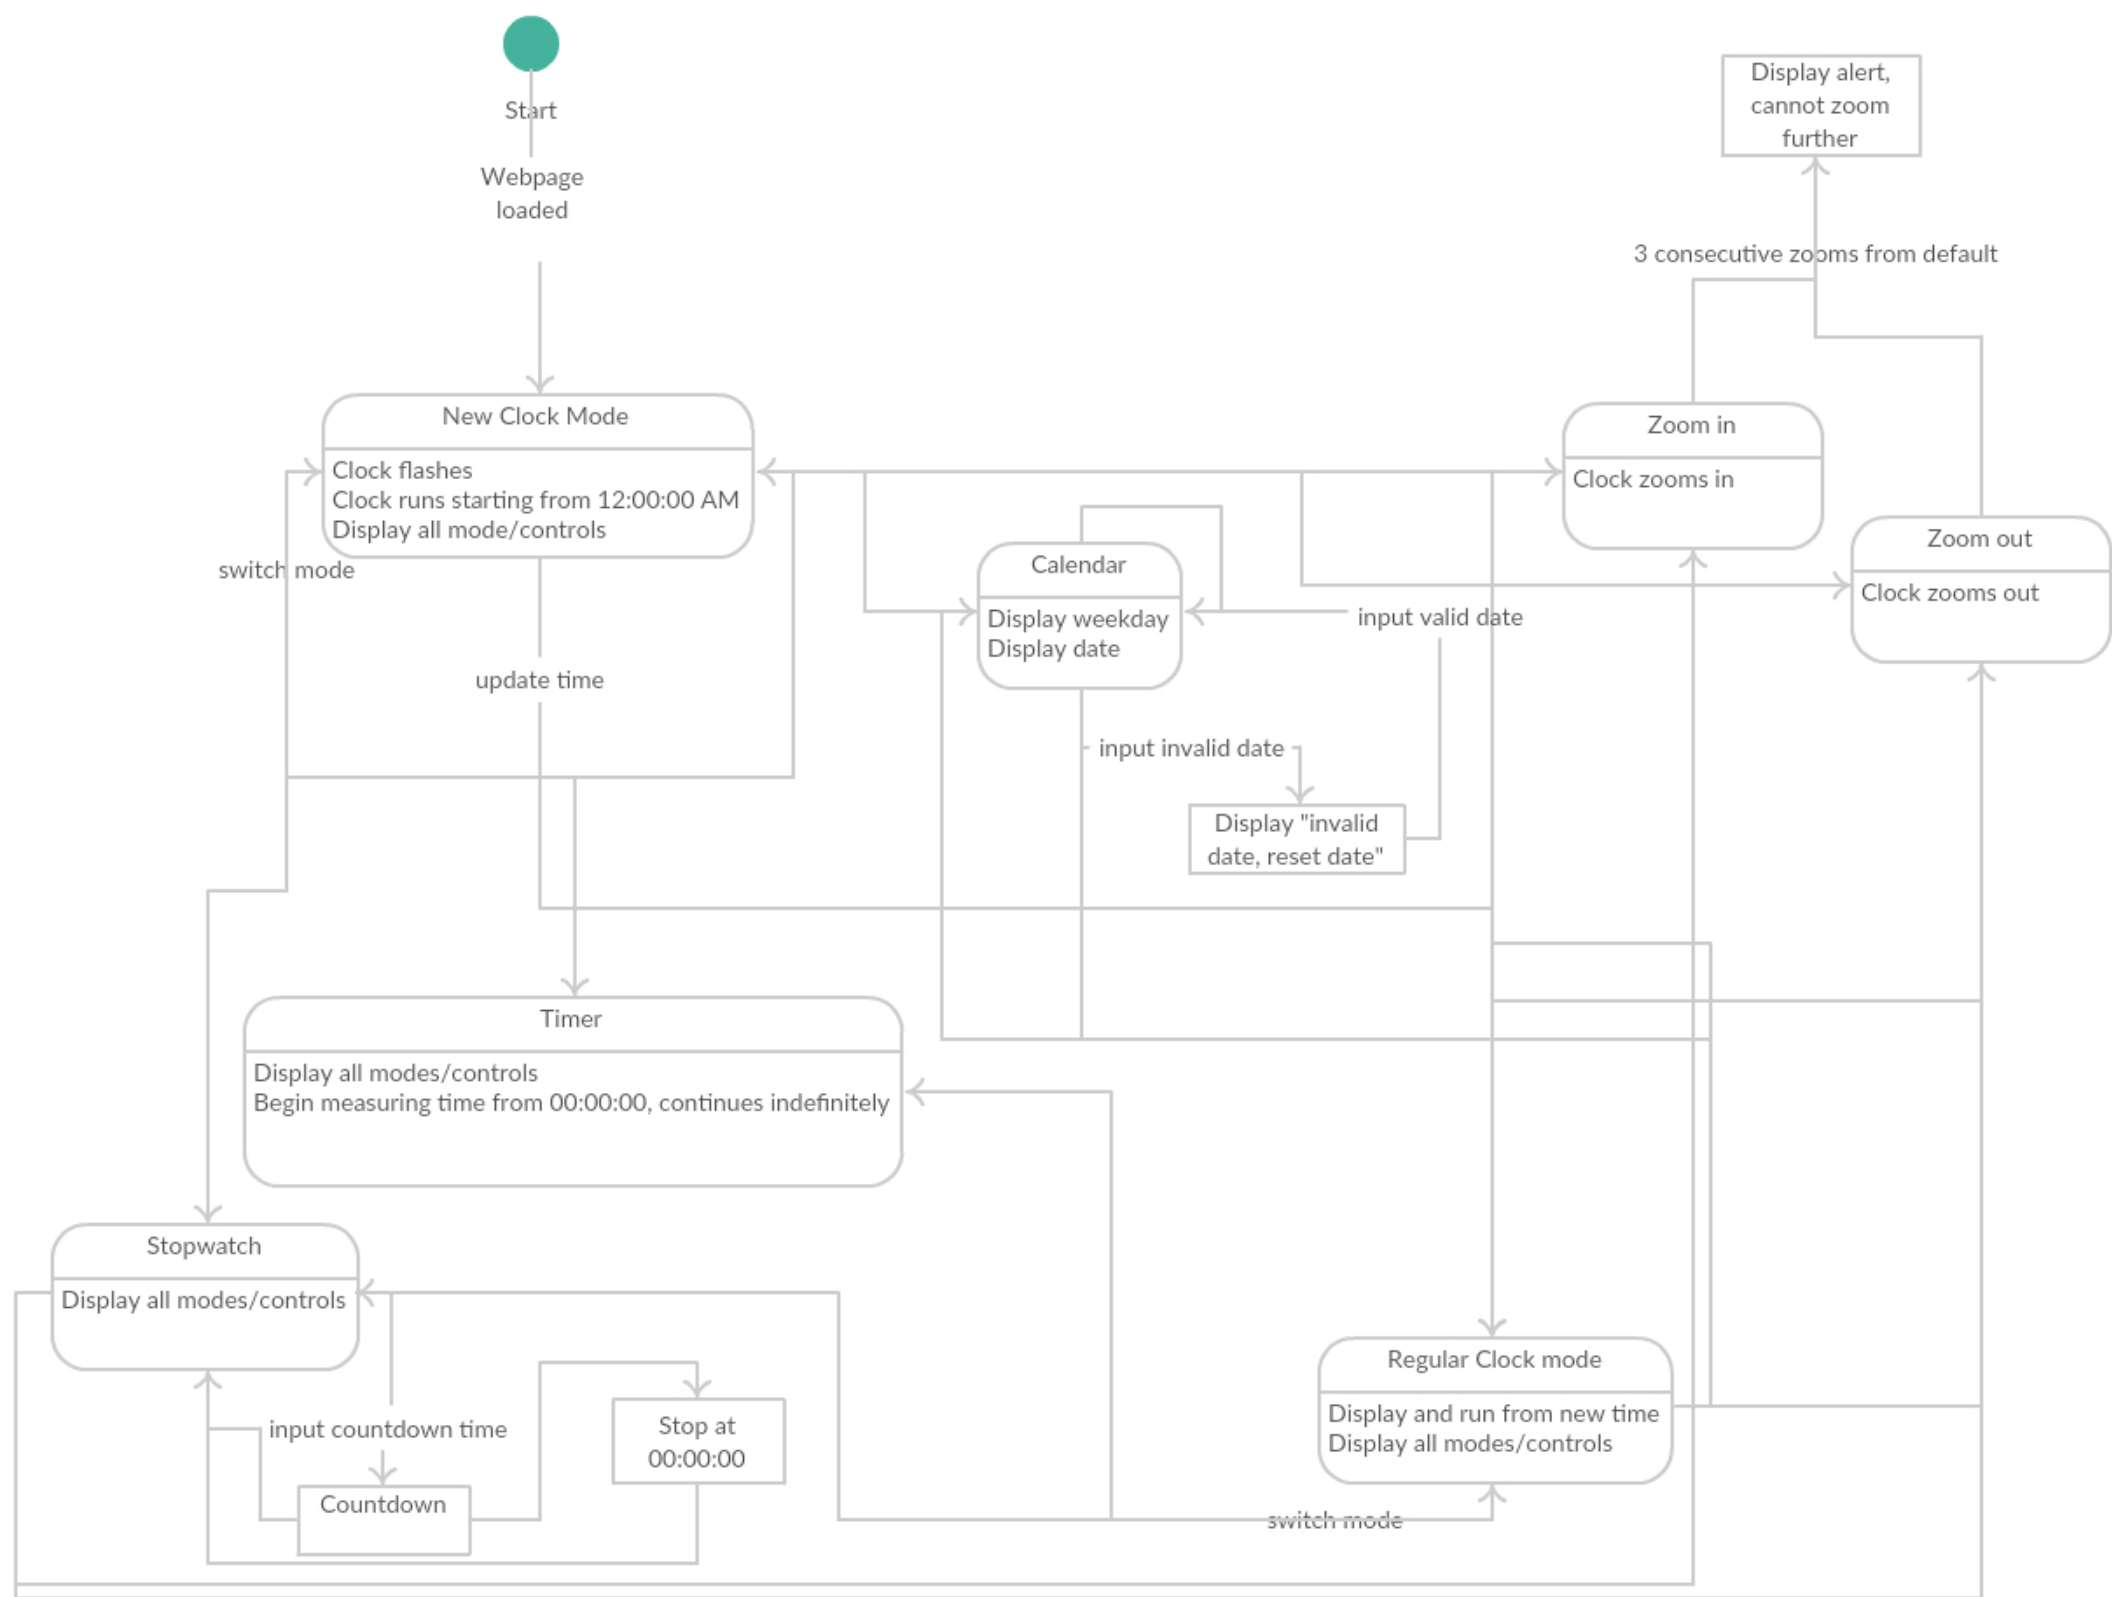 Start
Webpage
loaded
Display alert,
cannot zoom
further
3 consecutive zooms from default
New Clock Mode
Clock flashes
Clock runs starting from 12:00:00 AM
Display all mode/controls
Zoom in
Clock zooms in
Zoom out
Clock zooms out
switch mode
Calendar
Display weekday
Display date
input valid date
update time
input invalid date
Display "invalid
date, reset date"
Timer
Display all modes/controls
Begin measuring time from 00:00:00, continues indefinitely
Stopwatch
Display all modes/controls
input countdown time
Countdown
Stop at
00:00:00
Regular Clock mode
Display and run from new time
Display all modes/controls
switch mode